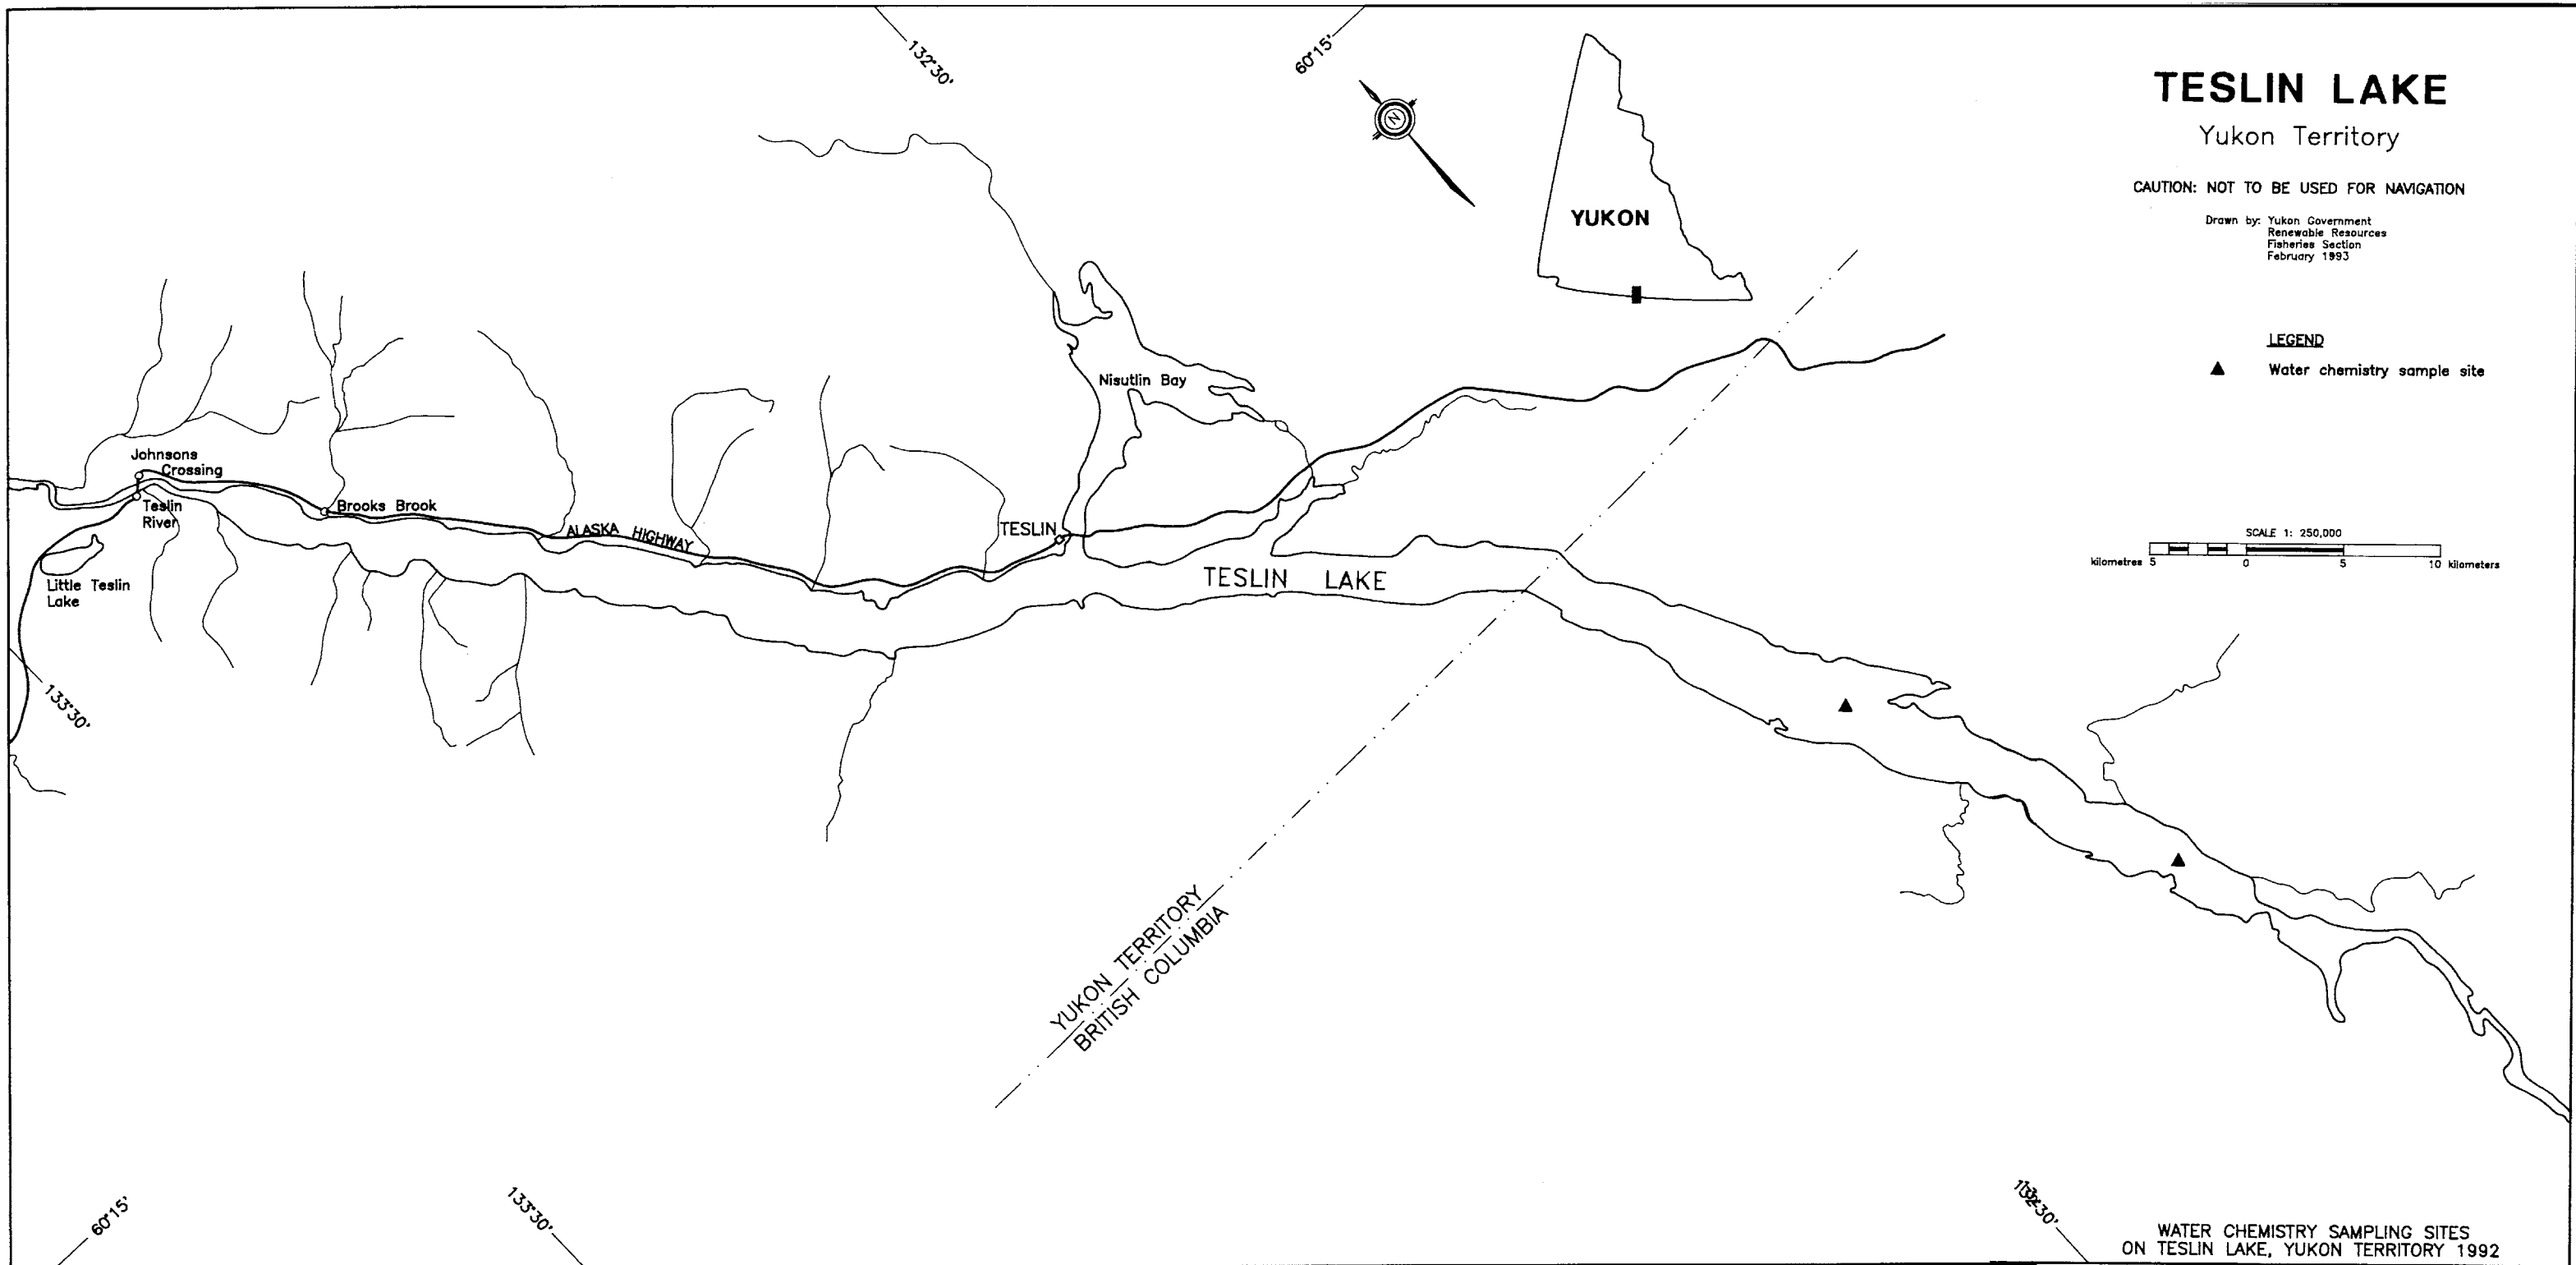 TESLIN LAKE
Yukon Territory
CAUTION: NOT TO BE USED FOR NAVIGATION
Drawn by: Yukon Government
Renewable Resources
Fisheries Section
February 1993
LEGEND
Water chemistry sample site
SCALE 1: 250,000
kilometres 5 0 5 10 kilometers
132°30'
60°15'
N
YUKON
Nisutlin Bay
Johnsons
Crossing
Teslin
River
Brooks Brook
ALASKA HIGHWAY
TESLIN
TESLIN LAKE
Little Teslin
Lake
133°30'
YUKON TERRITORY
BRITISH COLUMBIA
60°15'
133°30'
WATER CHEMISTRY SAMPLING SITES
ON TESLIN LAKE, YUKON TERRITORY 1992